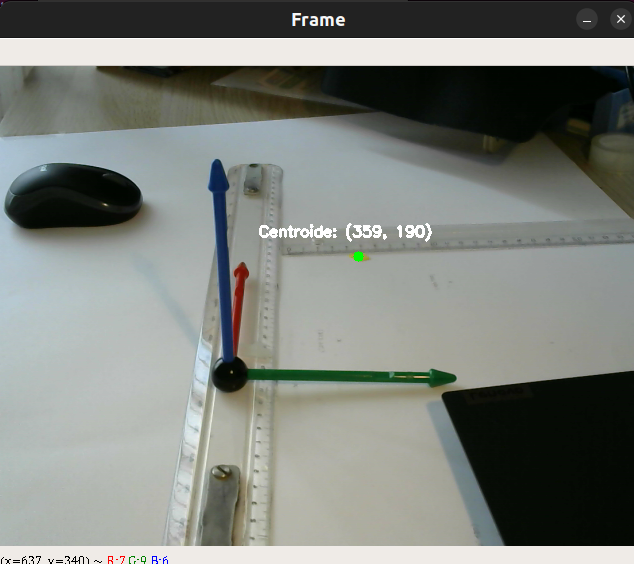 Frame
Centroide: (359, 190)
(x=637, y=340) ~ R:7 G:9 B:6